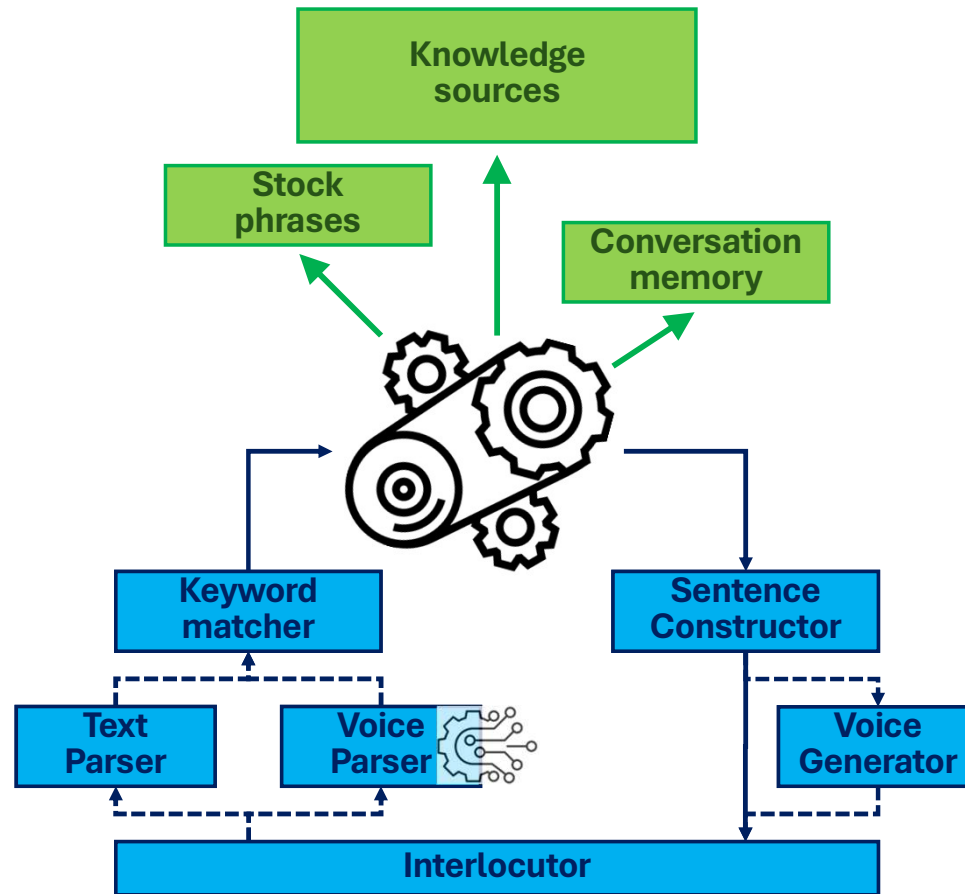 Knowledge
sources
Stock
phrases
Conversation
memory
Keyword
matcher
Sentence
Constructor
Text
Parser
Voice
Parser
Voice
Generator
Interlocutor